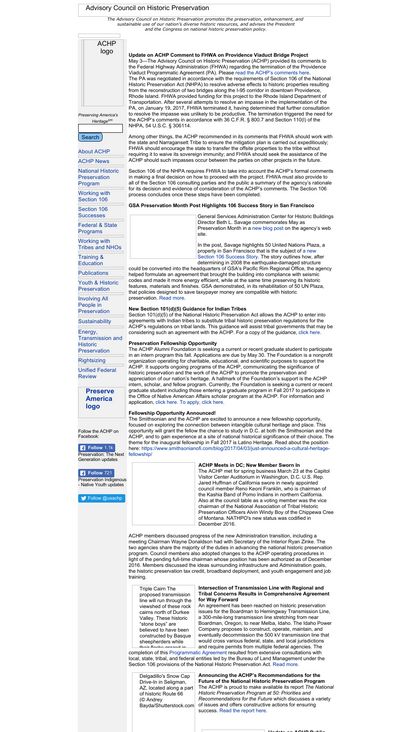 Advisory Council on Historic Preservation
The Advisory Council on Historic Preservation promotes the preservation, enhancement, and
sustainable use of our nation's diverse historic resources, and advises the President
and the Congress on national historic preservation policy.
ACHP
logo
Preserving America's
Heritage
Search
About ACHP
ACHP News
National Historic
Preservation
Program
Working with
Section 106
Section 106
Successes
Federal & State
Programs
Working with
Tribes and NHOs
Training &
Education
Publications
Youth & Historic
Preservation
Involving All
People in
Preservation
Sustainability
Energy,
Transmission and
Historic
Preservation
Rightsizing
Unified Federal
Review
Preserve
America
logo
Follow the ACHP on
Facebook:
Follow 1.1k
Preservation: The Next
Generation updates
Follow 721
Preservation Indigenous
- Native Youth updates
Follow @usachp
Update on ACHP Comment to FHWA on Providence Viaduct Bridge Project
May 3—The Advisory Council on Historic Preservation (ACHP) provided its comments to
the Federal Highway Administration (FHWA) regarding the termination of the Providence
Viaduct Programmatic Agreement (PA). Please read the ACHP's comments here.
The PA was negotiated in accordance with the requirements of Section 106 of the National
Historic Preservation Act (NHPA) to resolve adverse effects to historic properties resulting
from the reconstruction of two bridges along the I-95 corridor in downtown Providence,
Rhode Island. FHWA provided funding for this project to the Rhode Island Department of
Transportation. After several attempts to resolve an impasse in the implementation of the
PA, on January 19, 2017, FHWA terminated it, having determined that further consultation
to resolve the impasse was unlikely to be productive. The termination triggered the need for
the ACHP's comments in accordance with 36 C.F.R. § 800.7 and Section 110(l) of the
NHPA, 54 U.S.C. § 306114.
Among other things, the ACHP recommended in its comments that FHWA should work with
the state and Narragansett Tribe to ensure the mitigation plan is carried out expeditiously;
FHWA should encourage the state to transfer the offsite properties to the tribe without
requiring it to waive its sovereign immunity; and FHWA should seek the assistance of the
ACHP should such impasses occur between the parties on other projects in the future.
Section 106 of the NHPA requires FHWA to take into account the ACHP's formal comments
in making a final decision on how to proceed with the project. FHWA must also provide to
all of the Section 106 consulting parties and the public a summary of the agency's rationale
for its decision and evidence of consideration of the ACHP's comments. The Section 106
process concludes once these steps have been completed.
GSA Preservation Month Post Highlights 106 Success Story in San Francisco
General Services Administration Center for Historic Buildings
Director Beth L. Savage commemorates May as
Preservation Month in a new blog post on the agency's web
site.
In the post, Savage highlights 50 United Nations Plaza, a
property in San Francisco that is the subject of a new
Section 106 Success Story. The story outlines how, after
determining in 2008 the earthquake-damaged structure
could be converted into the headquarters of GSA's Pacific Rim Regional Office, the agency
helped formulate an agreement that brought the building into compliance with seismic
codes and made it more energy efficient, while at the same time preserving its historic
features, materials and finishes. GSA demonstrated, in its rehabilitation of 50 UN Plaza,
that policies designed to save taxpayer money are compatible with historic
preservation. Read more.
New Section 101(d)(5) Guidance for Indian Tribes
Section 101(d)(5) of the National Historic Preservation Act allows the ACHP to enter into
agreements with Indian tribes to substitute tribal historic preservation regulations for the
ACHP's regulations on tribal lands. This guidance will assist tribal governments that may be
considering such an agreement with the ACHP. For a copy of the guidance, click here.
Preservation Fellowship Opportunity
The ACHP Alumni Foundation is seeking a current or recent graduate student to participate
in an intern program this fall. Applications are due by May 30. The Foundation is a nonprofit
organization operating for charitable, educational, and scientific purposes to support the
ACHP. It supports ongoing programs of the ACHP, communicating the significance of
historic preservation and the work of the ACHP to promote the preservation and
appreciation of our nation's heritage. A hallmark of the Foundation's support is the ACHP
intern, scholar, and fellow program. Currently, the Foundation is seeking a current or recent
graduate student including those entering a graduate program in Fall 2017 to participate in
the Office of Native American Affairs scholar program at the ACHP. For information and
application, click here. To apply, click here.
Fellowship Opportunity Announced!
The Smithsonian and the ACHP are excited to announce a new fellowship opportunity,
focused on exploring the connection between intangible cultural heritage and place. This
opportunity will grant the fellow the chance to study in D.C. at both the Smithsonian and the
ACHP, and to gain experience at a site of national historical significance of their choice. The
theme for the inaugural fellowship in Fall 2017 is Latino Heritage. Read about the position
here: https://www.smithsonianofi.com/blog/2017/04/03/just-announced-a-cultural-heritage-
fellowship/
ACHP Meets in DC; New Member Sworn In
The ACHP met for spring business March 23 at the Capitol
Visitor Center Auditorium in Washington, D.C. U.S. Rep.
Jared Huffman of California swore in newly appointed
council member Reno Keoni Franklin, who is chairman of
the Kashia Band of Pomo Indians in northern California.
Also at the council table as a voting member was the vice
chairman of the National Association of Tribal Historic
Preservation Officers Arvin Windy Boy of the Chippewa Cree
of Montana. NATHPO's new status was codified in
December 2016.
ACHP members discussed progress of the new Administration transition, including a
meeting Chairman Wayne Donaldson had with Secretary of the Interior Ryan Zinke. The
two agencies share the majority of the duties in advancing the national historic preservation
program. Council members also adopted changes to the ACHP operating procedures in
light of the pending full-time chairman whose position has been authorized as of December
2016. Members discussed the ideas surrounding infrastructure and Administration goals,
the historic preservation tax credit, broadband deployment, and youth engagement and job
training.
Triple Cairn The
proposed
transmission
line will run through
the
viewshed of these
rock
cairns north of Durkee
Valley. These historic
"stone boys" are
believed to have been
constructed by Basque
sheepherders while
Intersection of Transmission Line with Regional and
Tribal Concerns Results in Comprehensive Agreement
for Way Forward
An agreement has been reached on historic preservation
issues for the Boardman to Hemingway Transmission Line,
a 300-mile-long transmission line stretching from near
Boardman, Oregon, to near Melba, Idaho. The Idaho Power
Company proposes to construct, operate, maintain, and
eventually decommission the 500 kV transmission line that
would cross various federal, state, and local jurisdictions
and require permits from multiple federal agencies. The
completion of this Programmatic Agreement resulted from extensive consultations with
local, state, tribal, and federal entities led by the Bureau of Land Management under the
Section 106 provisions of the National Historic Preservation Act. Read more.
Delgadillo's Snow Cap
Drive-In in Seligman,
AZ, located along a part
of historic Route 66
(© Andrey
Bayda/Shutterstock.com
Announcing the ACHP's Recommendations for the
Future of the National Historic Preservation Program
The ACHP is proud to make available its report The National
Historic Preservation Program at 50: Priorities and
Recommendations for the Future which discusses a variety
of issues and offers constructive actions for ensuring
success. Read the report here.